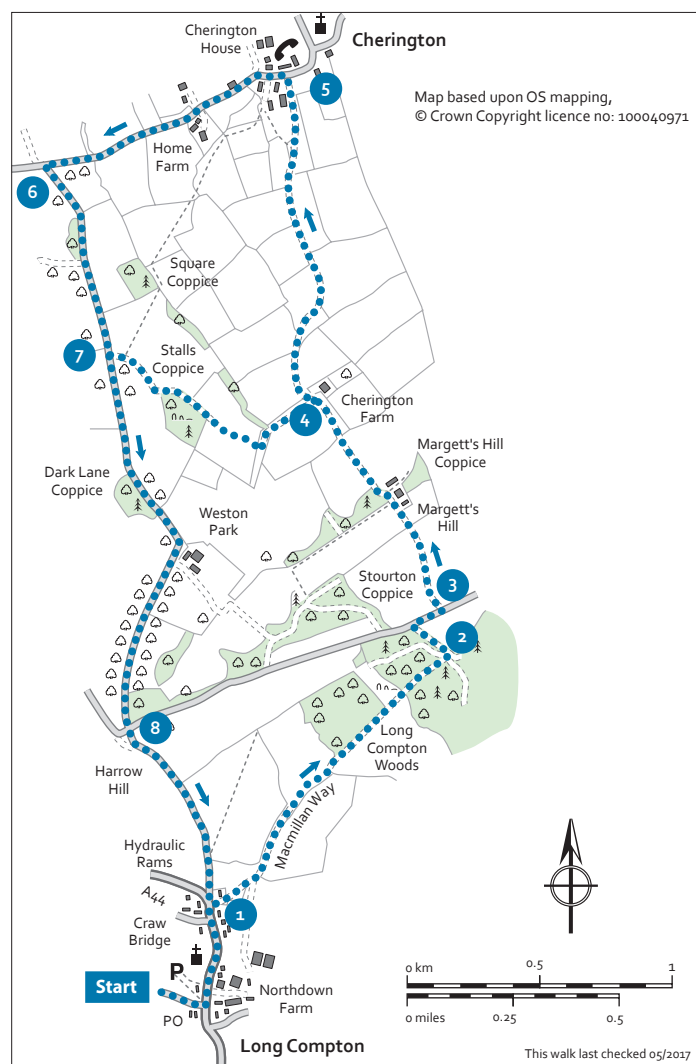 Cherington
House
Cherington
5
Map based upon OS mapping,
© Crown Copyright licence no: 100040971
Home
Farm
6
Square
Coppice
7
Stalls
Coppice
4
Cherington
Farm
Margett's Hill
Coppice
Dark Lane
Coppice
Margett's
Hill
Weston
Park
Stourton
Coppice
3
2
8
Long
Compton
Woods
Harrow
Hill
Macmillan Way
Hydraulic
Rams
A44
1
Craw
Bridge
P
Start
Northdown
Farm
PO
Long Compton
0 km
0.5
1
0 miles
0.25
0.5
This walk last checked 05/2017